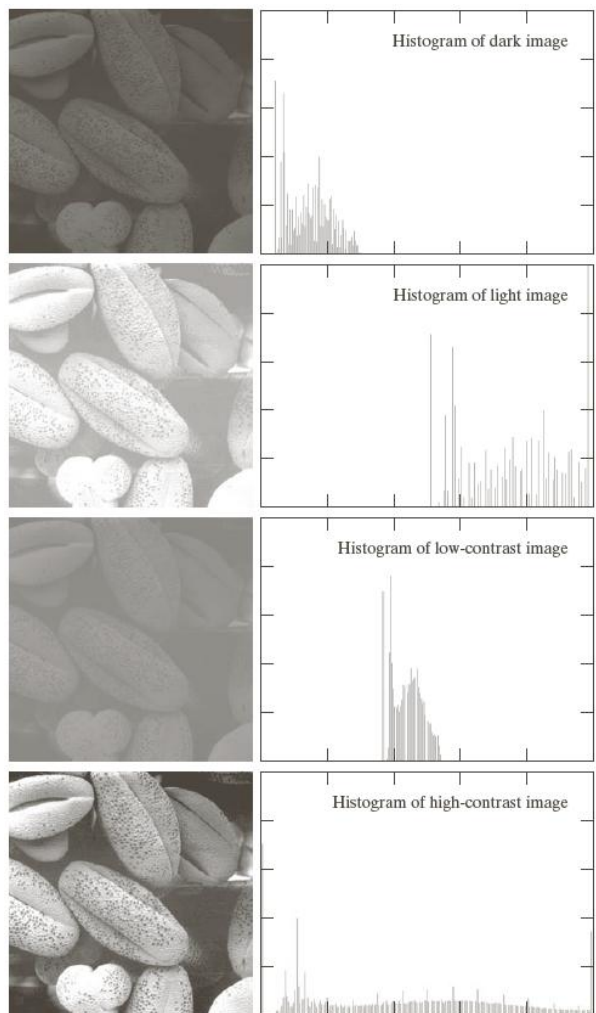 Histogram of dark image
Histogram of light image
Histogram of low-contrast image
Histogram of high-contrast image